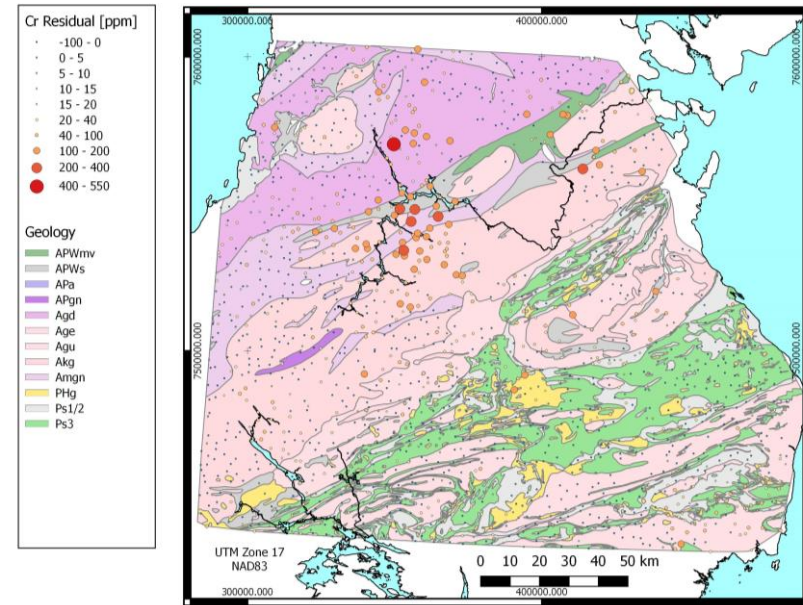 Cr Residual [ppm]
-100 - 0
0 - 5
5 - 10
10 - 15
15 - 20
20 - 40
40 - 100
100 - 200
200 - 400
400 - 550
Geology
APWmv
APWs
APa
APgn
Agd
Age
Agu
Akg
Amgn
PHg
Ps1/2
Ps3
300000.000
400000.000
7600000.000
7600000.000
7500000.000
7500000.000
UTM Zone 17
NAD83
0 10 20 30 40 50 km
300000.000
400000.000